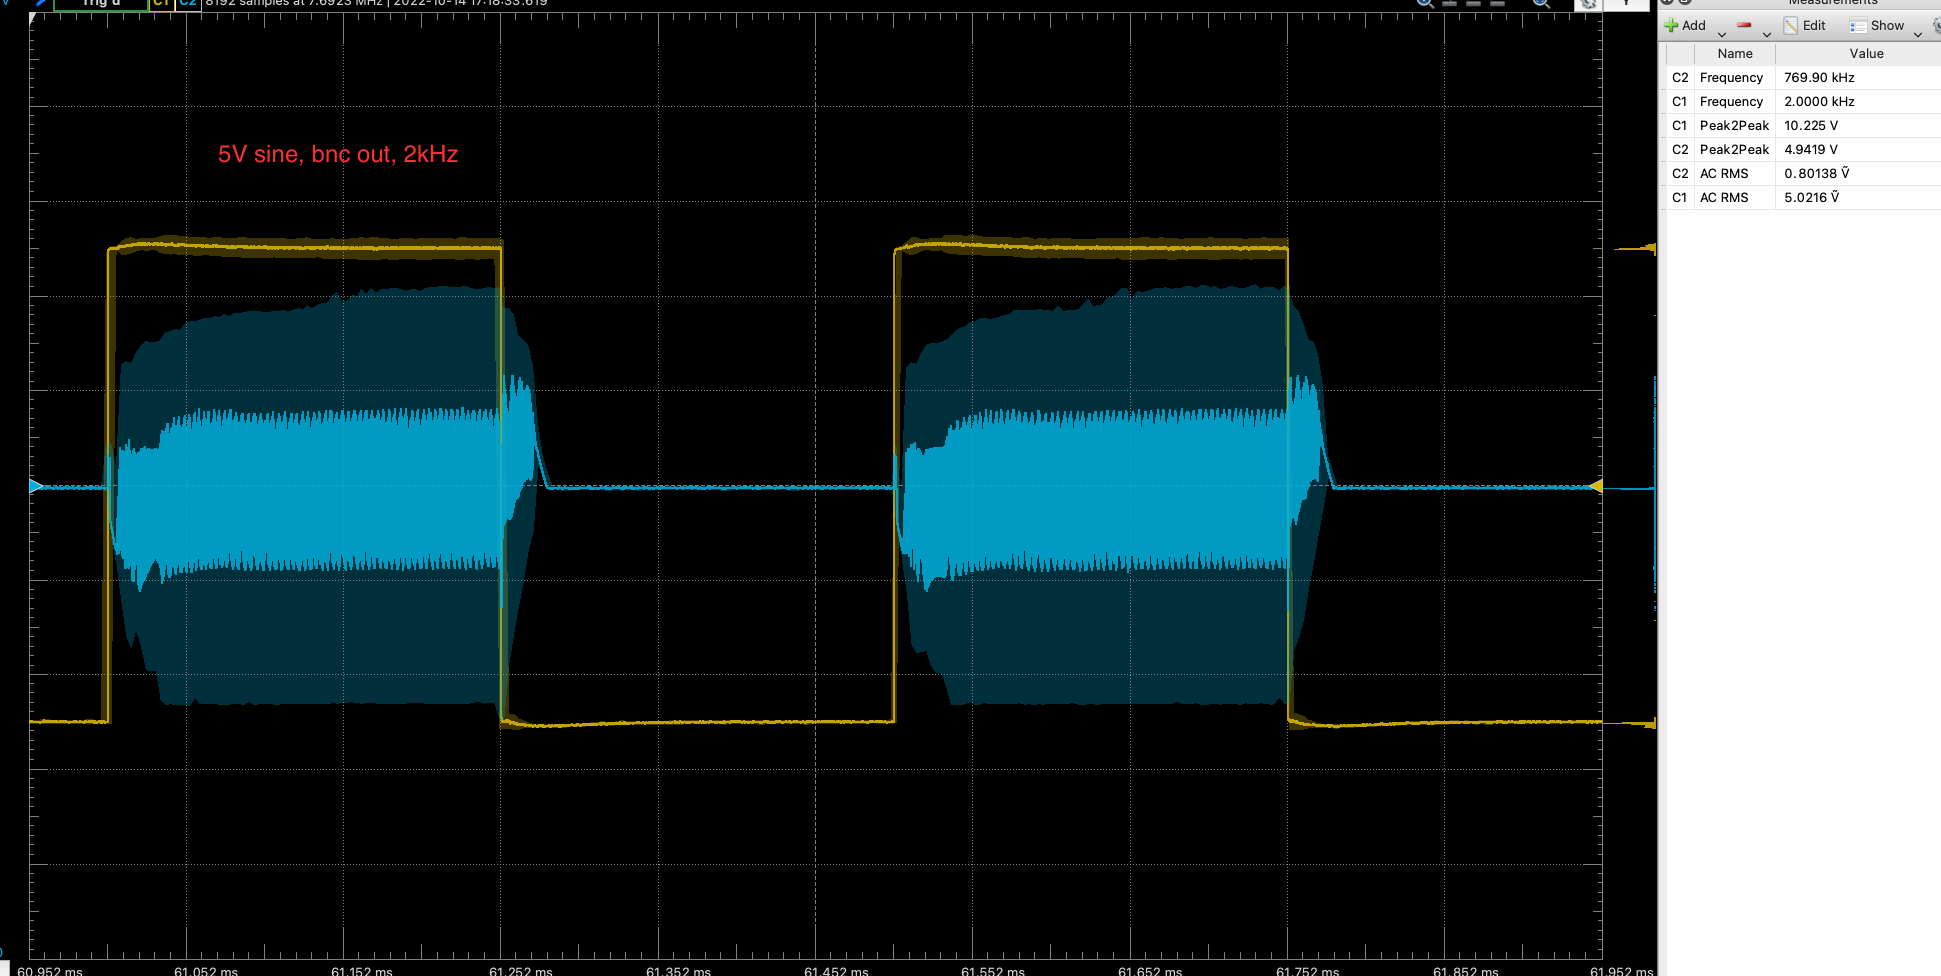 Trig'd C1 C2 8192 samples at 7.6923 MHz | 2022-10-14 17:18:33.619
Y
Measurements
Add Edit Show
Name Value
C2 Frequency 769.90 kHz
C1 Frequency 2.0000 kHz
C1 Peak2Peak 10.225 V
C2 Peak2Peak 4.9419 V
C2 AC RMS 0.80138 Ṽ
C1 AC RMS 5.0216 Ṽ
5V sine, bnc out, 2kHz
60.952 ms 61.052 ms 61.152 ms 61.252 ms 61.352 ms 61.452 ms 61.552 ms 61.652 ms 61.752 ms 61.852 ms 61.952 ms